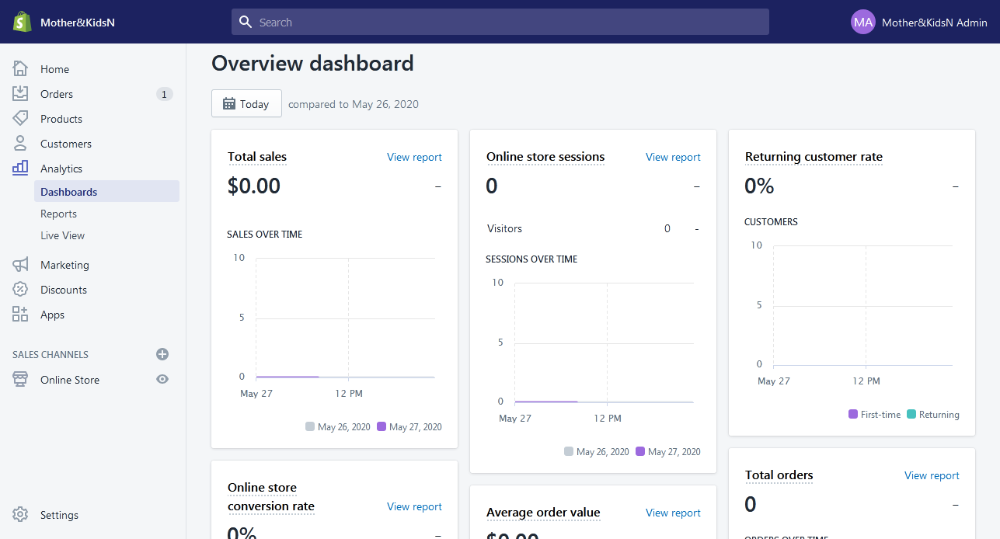 Mother&KidsN
Search
MA
Mother&KidsN Admin
Home
Orders
1
Products
Customers
Analytics
Dashboards
Reports
Live View
Marketing
Discounts
Apps
SALES CHANNELS
Online Store
Settings
Overview dashboard
Today
compared to May 26, 2020
Total sales
View report
$0.00
–
SALES OVER TIME
10
5
0
May 27
12 PM
May 26, 2020
May 27, 2020
Online store
conversion rate
View report
0%
–
Online store sessions
View report
0
–
Visitors
0
-
SESSIONS OVER TIME
10
5
0
May 27
12 PM
May 26, 2020
May 27, 2020
Average order value
View report
$0.00
–
Returning customer rate
0%
–
CUSTOMERS
10
5
0
May 27
12 PM
First-time
Returning
Total orders
View report
0
–
ORDERS OVER TIME